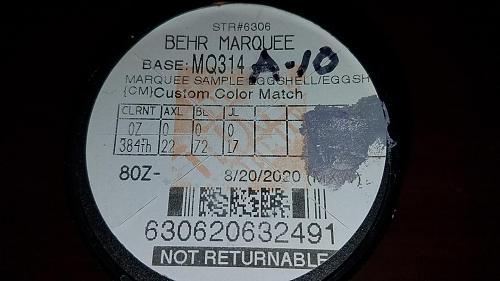 STR#6306
BEHR MARQUEE
BASE: MQ314 A-10
MARQUEE SAMPLE EGGSHELL/EGGSH
{CM}Custom Color Match
CLRNT AXL BL JL
OZ 0 0 0
384Th 22 72 17
8OZ- 8/20/2020
630620632491
NOT RETURNABLE